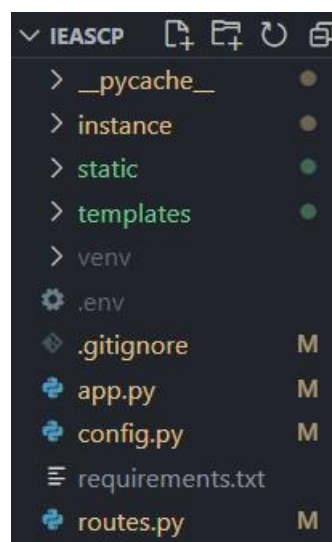 IEASCP
__pycache__
instance
static
templates
venv
.env
.gitignore M
app.py M
config.py M
requirements.txt
routes.py M